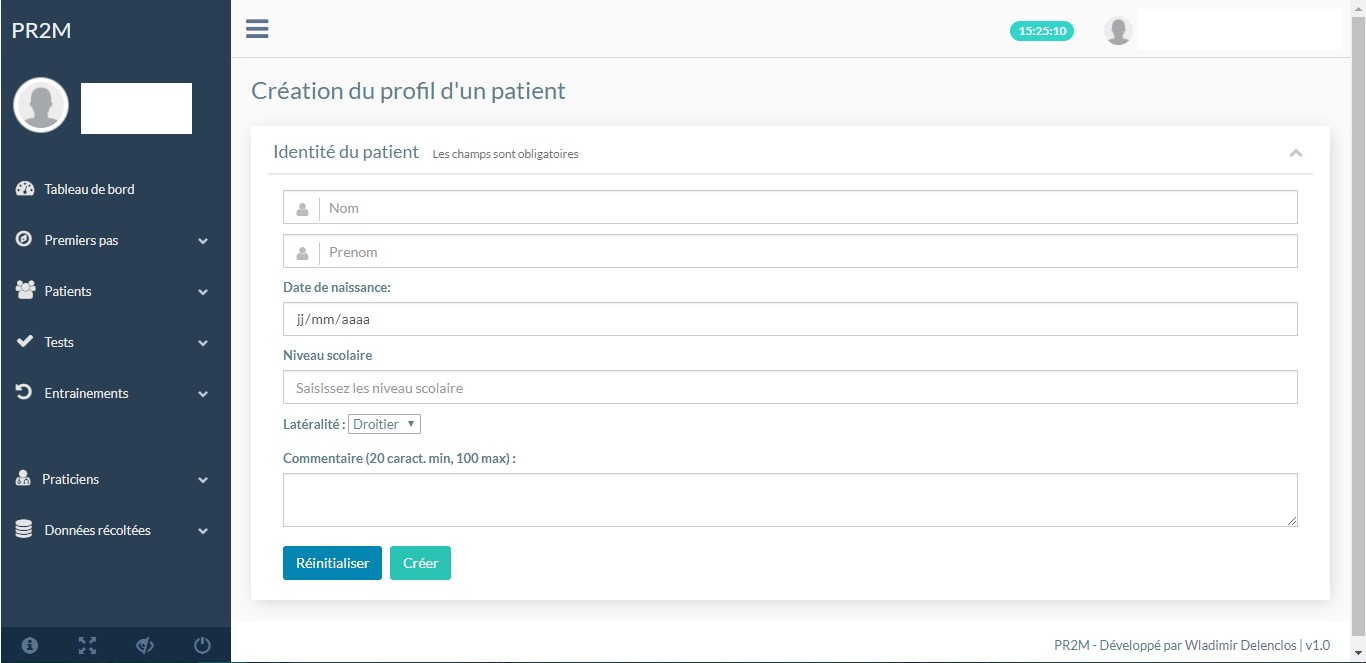 PR2M
15:25:10
Création du profil d'un patient
Identité du patient Les champs sont obligatoires
Tableau de bord
Premiers pas
Patients
Tests
Entrainements
Praticiens
Données récoltées
Nom
Prenom
Date de naissance:
jj/mm/aaaa
Niveau scolaire
Saisissez les niveau scolaire
Latéralité : Droitier
Commentaire (20 caract. min, 100 max) :
Réinitialiser Créer
PR2M - Développé par Wladimir Delenclos | v1.0